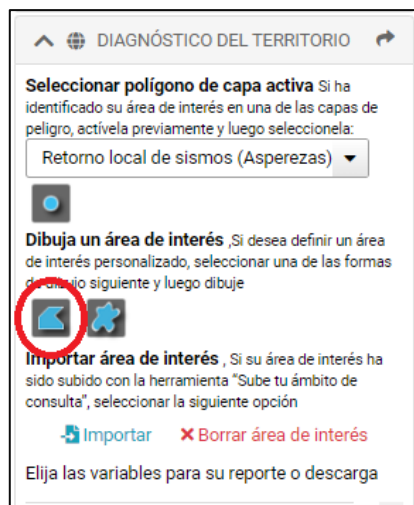 DIAGNÓSTICO DEL TERRITORIO
Seleccionar polígono de capa activa Si ha
identificado su área de interés en una de las capas de
peligro, actívela previamente y luego seleccionela:
Retorno local de sismos (Asperezas)
Dibuja un área de interés ,Si desea definir un área
de interés personalizado, seleccionar una de las formas
de dibujo siguiente y luego dibuje
Importar área de interés , Si su área de interés ha
sido subido con la herramienta “Sube tu ámbito de
consulta”, seleccionar la siguiente opción
Importar Borrar área de interés
Elija las variables para su reporte o descarga